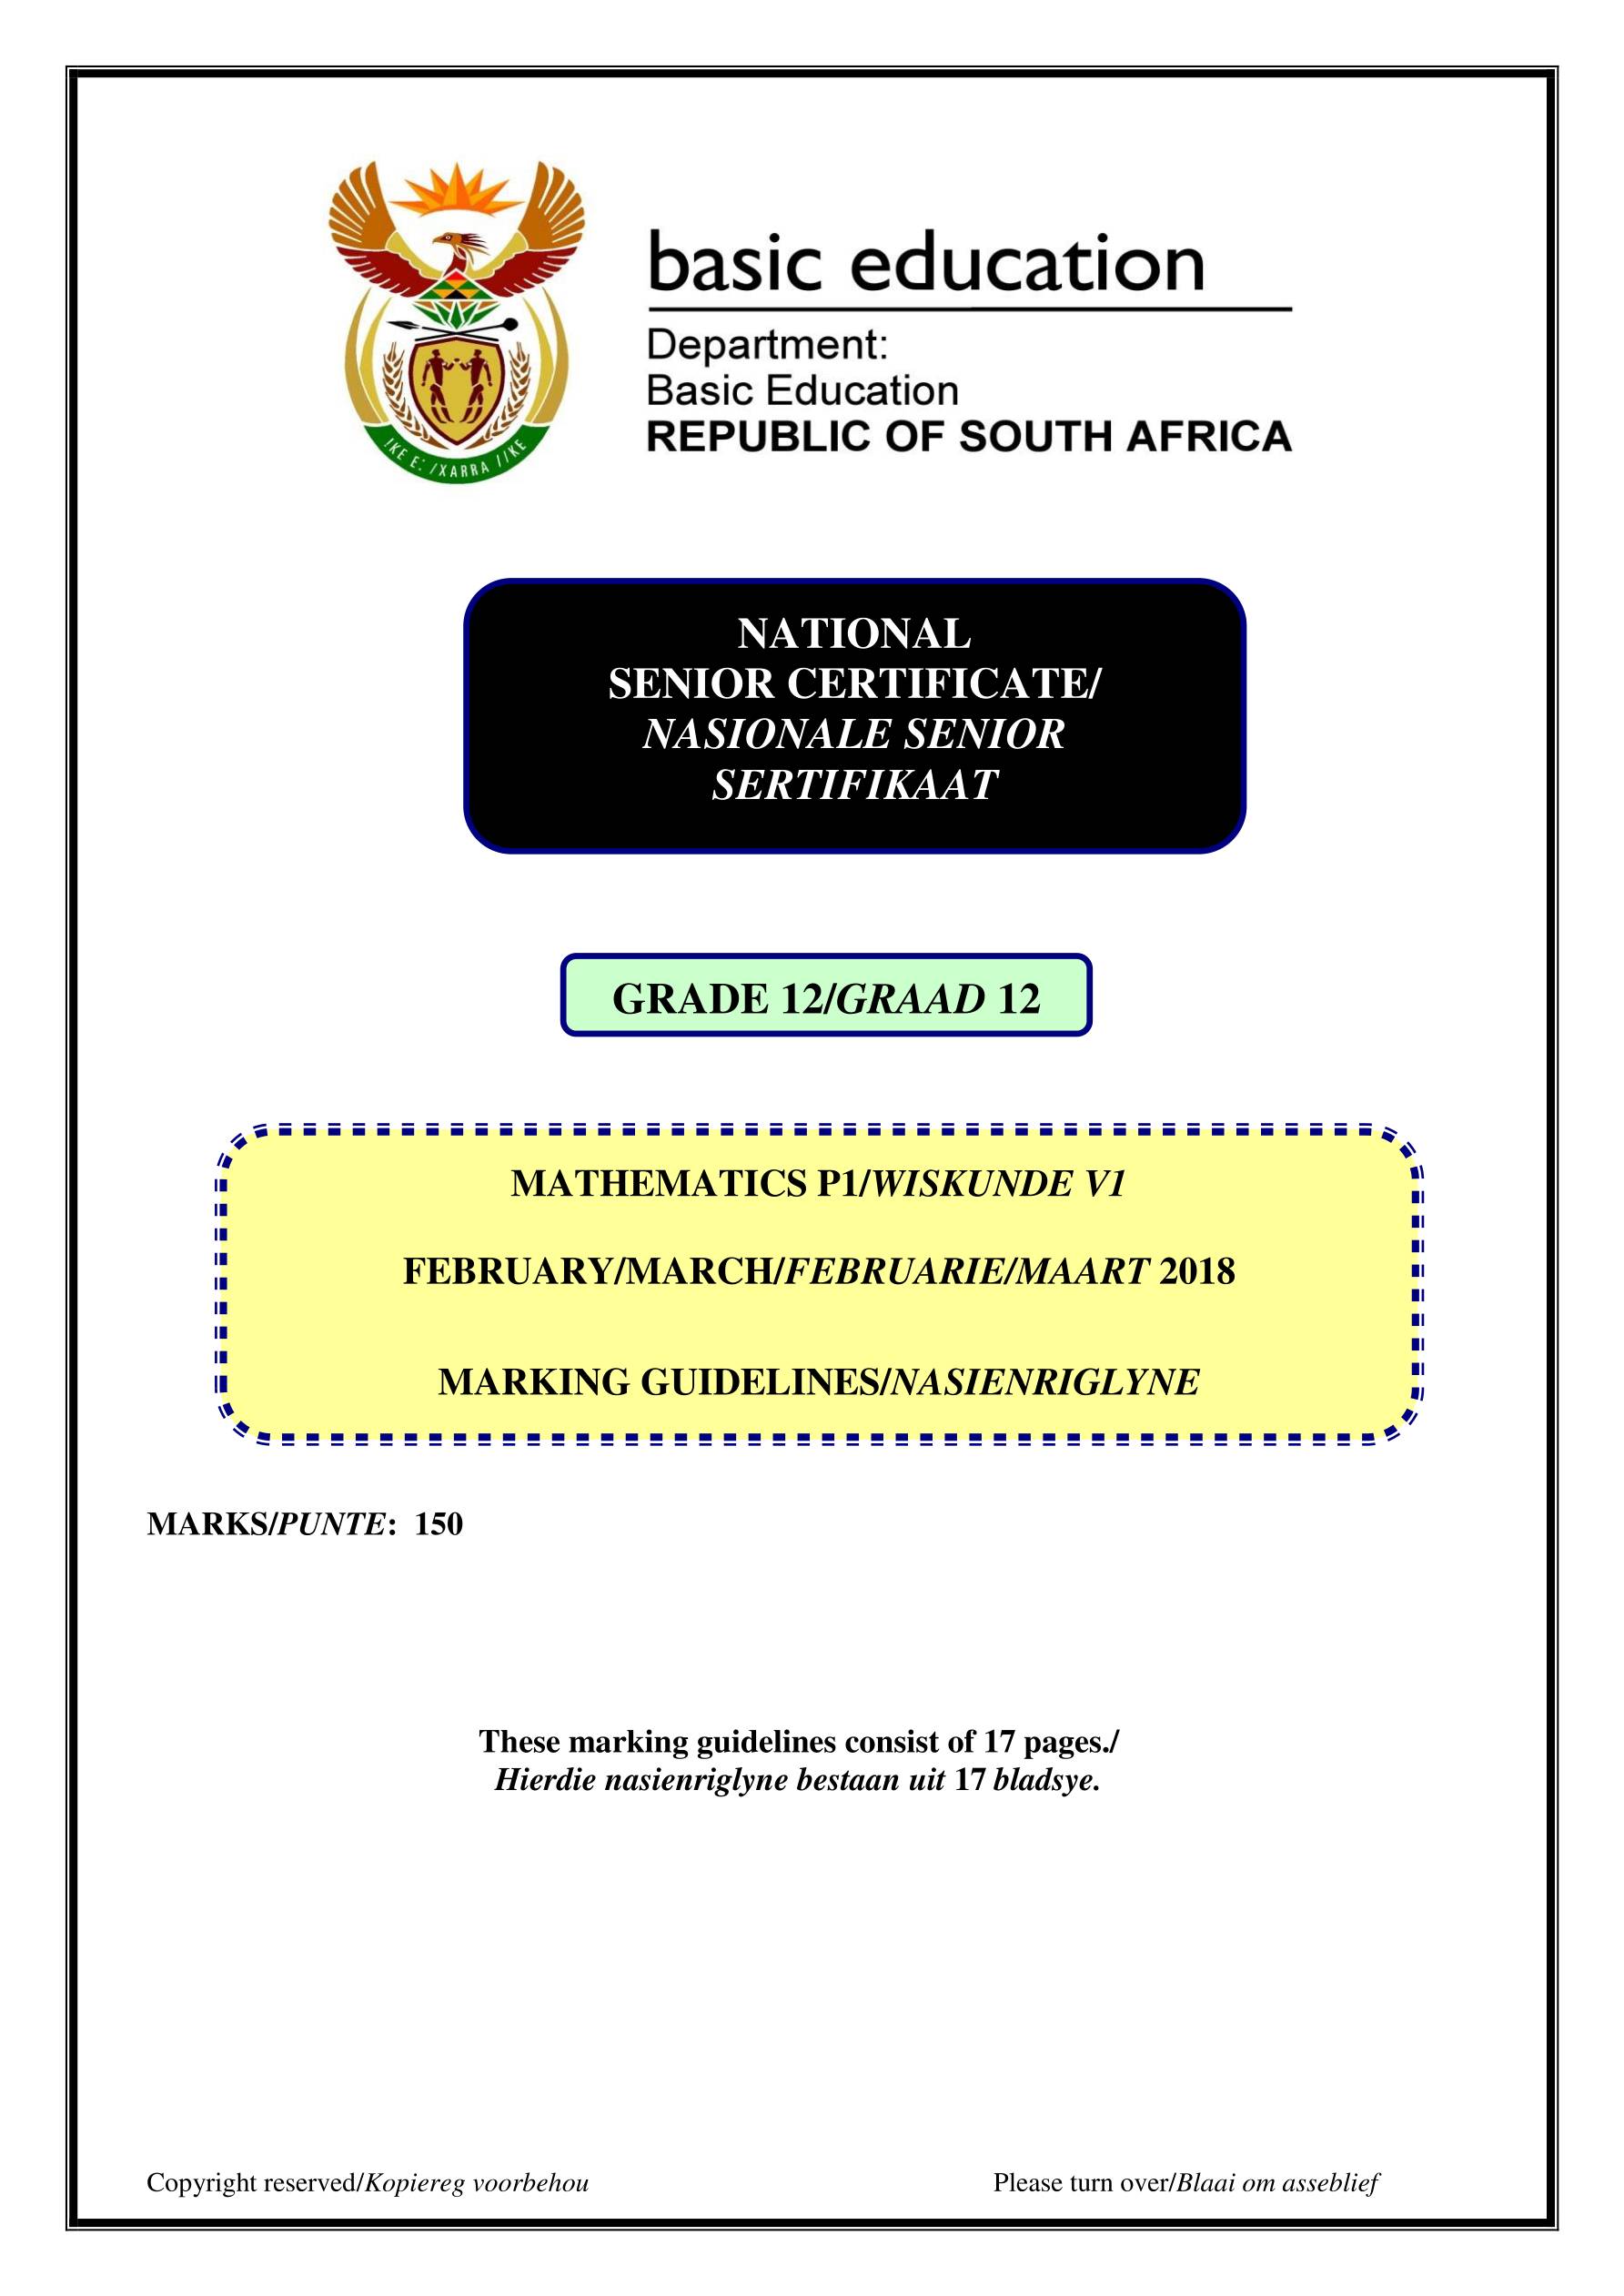 !KE E: /XARRA //KE
basic education
Department:
Basic Education
REPUBLIC OF SOUTH AFRICA
NATIONAL
SENIOR CERTIFICATE/
NASIONALE SENIOR
SERTIFIKAAT
GRADE 12/GRAAD 12
MATHEMATICS P1/WISKUNDE V1
FEBRUARY/MARCH/FEBRUARIE/MAART 2018
MARKING GUIDELINES/NASIENRIGLYNE
MARKS/PUNTE: 150
These marking guidelines consist of 17 pages./
Hierdie nasienriglyne bestaan uit 17 bladsye.
Copyright reserved/Kopiereg voorbehou Please turn over/Blaai om asseblief